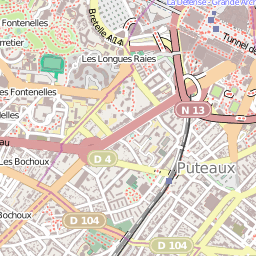 La Défense - Grande Arc
Fontenelles
Bretelle A14
Tunnel de
rretier
Les Longues Raies
es Fontenelles
N 13
elles
au
D 4
Les Bochoux
Puteaux
Bochoux
D 104
D 104